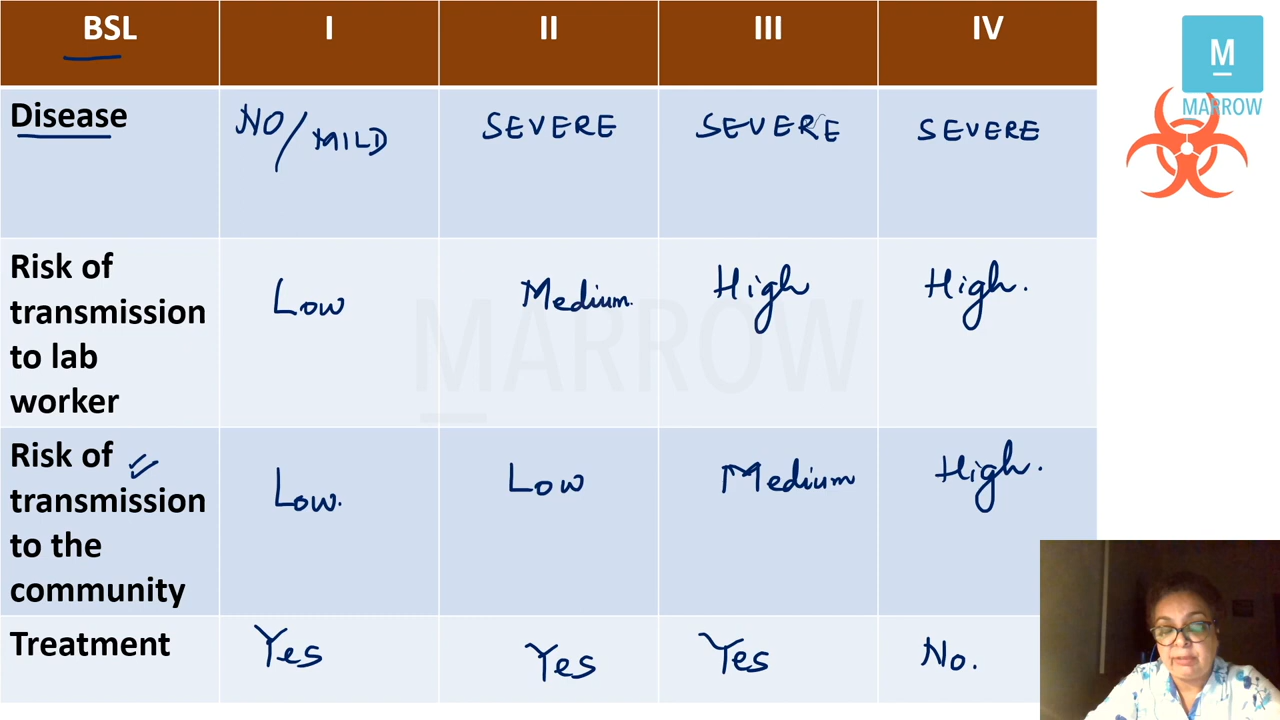 BSL I II III IV
M
MARROW
Disease NO/MILD SEVERE SEVERE SEVERE
Risk of
transmission
to lab
worker
Low Medium. High High.
MARROW
Risk of
transmission
to the
community
Low. Low Medium High.
Treatment Yes Yes Yes No.